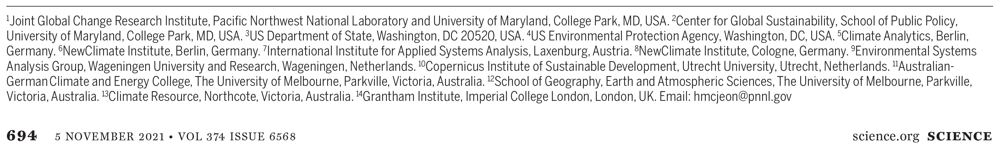 ¹Joint Global Change Research Institute, Pacific Northwest National Laboratory and University of Maryland, College Park, MD, USA. ²Center for Global Sustainability, School of Public Policy,
University of Maryland, College Park, MD, USA. ³US Department of State, Washington, DC 20520, USA. ⁴US Environmental Protection Agency, Washington, DC, USA. ⁵Climate Analytics, Berlin,
Germany. ⁶NewClimate Institute, Berlin, Germany. ⁷International Institute for Applied Systems Analysis, Laxenburg, Austria. ⁸NewClimate Institute, Cologne, Germany. ⁹Environmental Systems
Analysis Group, Wageningen University and Research, Wageningen, Netherlands. ¹⁰Copernicus Institute of Sustainable Development, Utrecht University, Utrecht, Netherlands. ¹¹Australian-
German Climate and Energy College, The University of Melbourne, Parkville, Victoria, Australia. ¹²School of Geography, Earth and Atmospheric Sciences, The University of Melbourne, Parkville,
Victoria, Australia. ¹³Climate Resource, Northcote, Victoria, Australia. ¹⁴Grantham Institute, Imperial College London, London, UK. Email: hmcjeon@pnnl.gov
694 5 NOVEMBER 2021 • VOL 374 ISSUE 6568 science.org SCIENCE